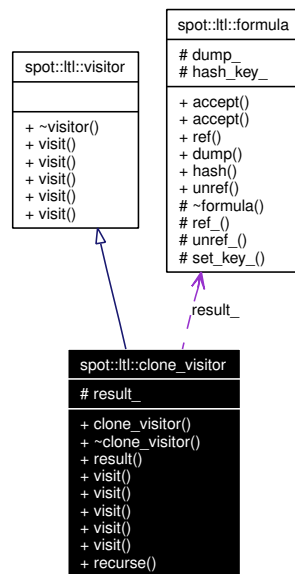 spot::ltl::formula
# dump_
# hash_key_
+ accept()
+ accept()
+ ref()
+ dump()
+ hash()
+ unref()
# ~formula()
# ref_()
# unref_()
# set_key_()
spot::ltl::visitor
+ ~visitor()
+ visit()
+ visit()
+ visit()
+ visit()
+ visit()
result_
spot::ltl::clone_visitor
# result_
+ clone_visitor()
+ ~clone_visitor()
+ result()
+ visit()
+ visit()
+ visit()
+ visit()
+ visit()
+ recurse()